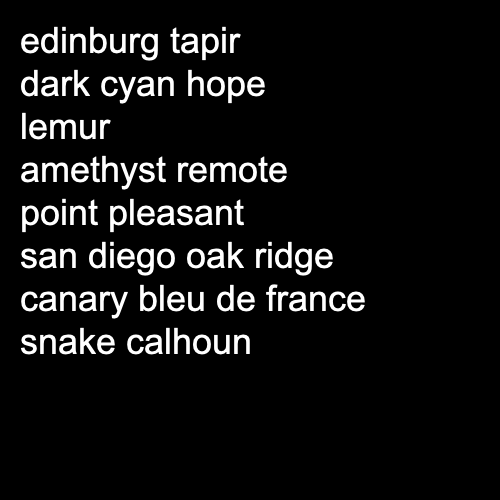 edinburg tapir
dark cyan hope
lemur
amethyst remote
point pleasant
san diego oak ridge
canary bleu de france
snake calhoun